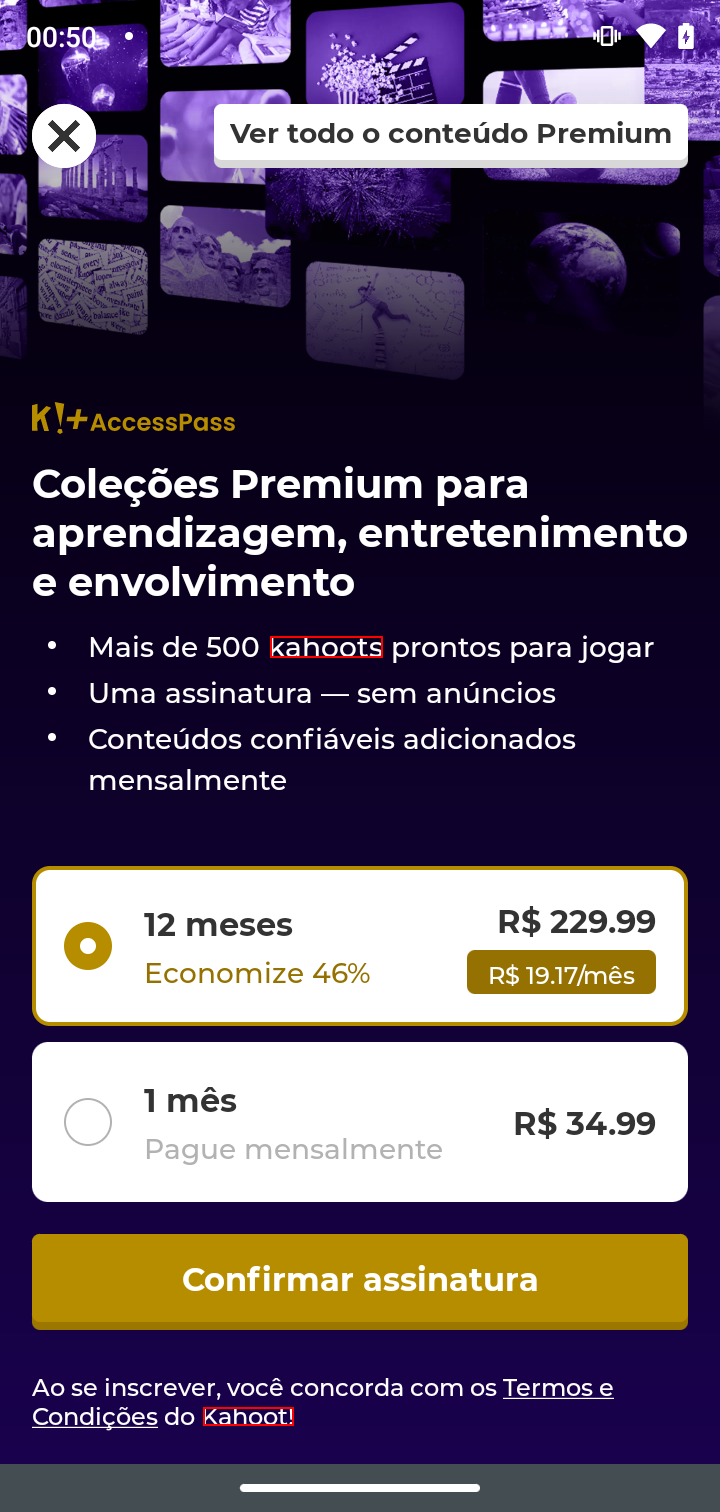 00:50
Ver todo o conteúdo Premium
K!+ AccessPass
Coleções Premium para
aprendizagem, entretenimento
e envolvimento
• Mais de 500 kahoots prontos para jogar
• Uma assinatura — sem anúncios
• Conteúdos confiáveis adicionados
mensalmente
12 meses
R$ 229.99
Economize 46%
R$ 19.17/mês
1 mês
R$ 34.99
Pague mensalmente
Confirmar assinatura
Ao se inscrever, você concorda com os Termos e
Condições do Kahoot!